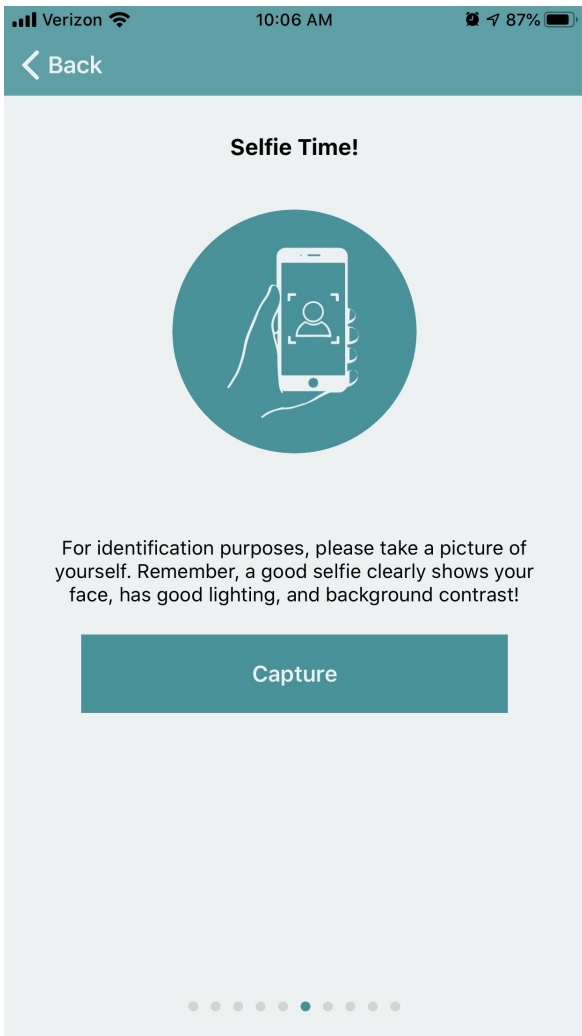 Verizon 10:06 AM 87%
Back
Selfie Time!
For identification purposes, please take a picture of
yourself. Remember, a good selfie clearly shows your
face, has good lighting, and background contrast!
Capture